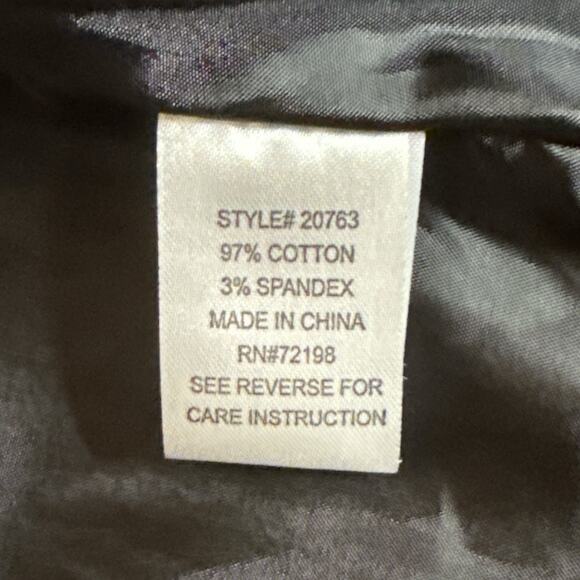 STYLE# 20763
97% COTTON
3% SPANDEX
MADE IN CHINA
RN#72198
SEE REVERSE FOR
CARE INSTRUCTION